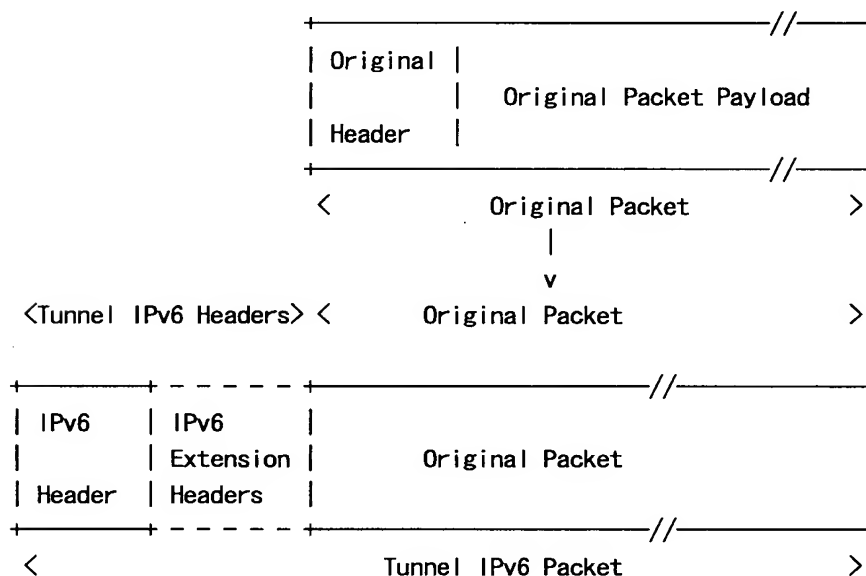 +----------------------------------//-----+
| Original |
|          | Original Packet Payload
| Header   |
+----------------------------------//-----+
< Original Packet >
|
v
<Tunnel IPv6 Headers> < Original Packet >
+---------+ - - - - - +-------------------------//--------------+
| IPv6 | IPv6 |
| | Extension | Original Packet
| Header | Headers |
+---------+ - - - - - +-------------------------//--------------+
< Tunnel IPv6 Packet >